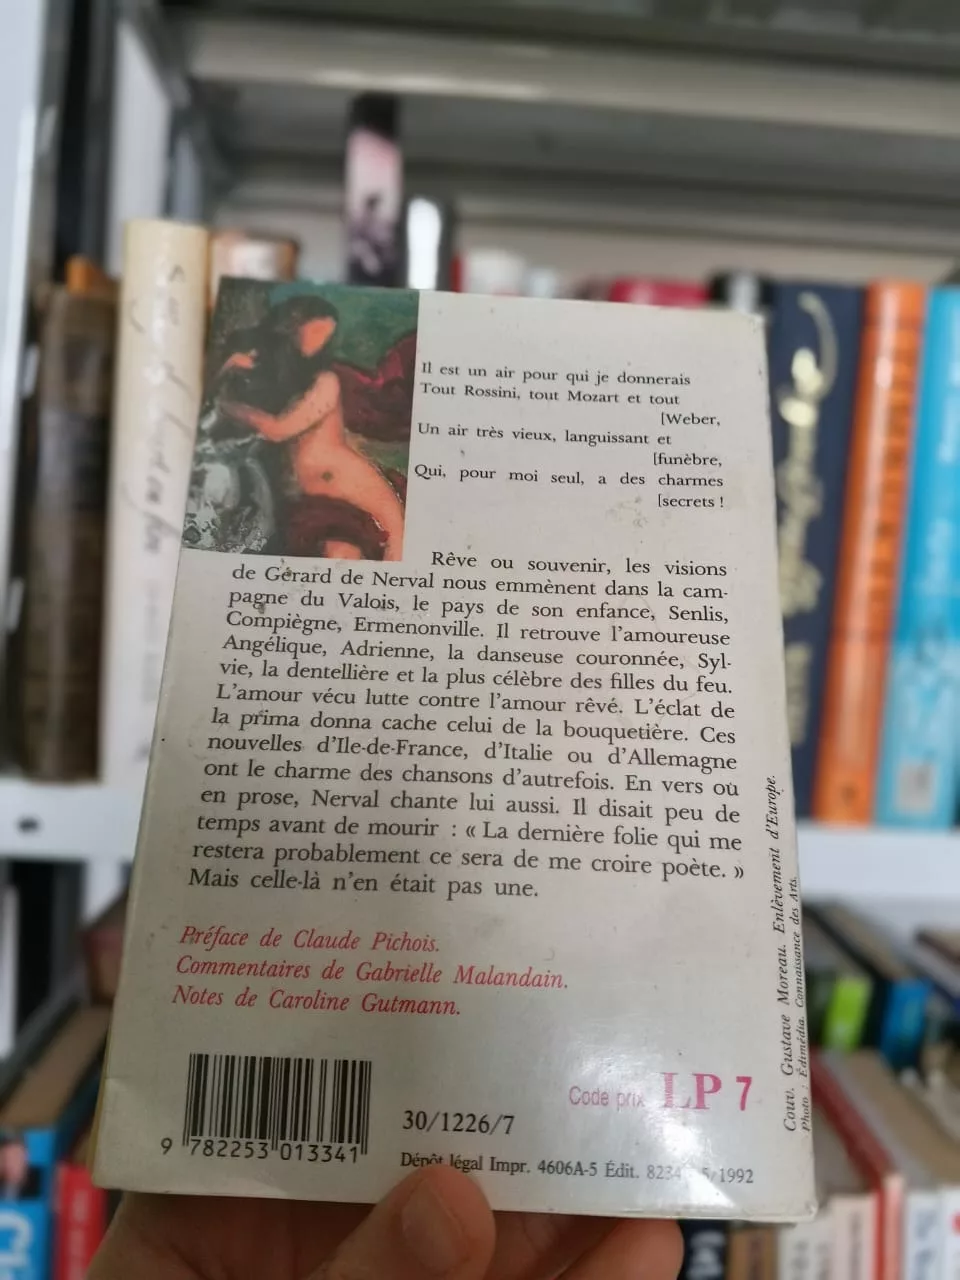 Il est un air pour qui je donnerais
Tout Rossini, tout Mozart et tout
[Weber,
Un air très vieux, languissant et
[funèbre,
Qui, pour moi seul, a des charmes
[secrets !
Rêve ou souvenir, les visions
de Gérard de Nerval nous emmènent dans la cam-
pagne du Valois, le pays de son enfance, Senlis,
Compiègne, Ermenonville. Il retrouve l'amoureuse
Angélique, Adrienne, la danseuse couronnée, Syl-
vie, la dentellière et la plus célèbre des filles du feu.
L'amour vécu lutte contre l'amour rêvé. L'éclat de
la prima donna cache celui de la bouquetière. Ces
nouvelles d'Ile-de-France, d'Italie ou d'Allemagne
ont le charme des chansons d'autrefois. En vers où
en prose, Nerval chante lui aussi. Il disait peu de
temps avant de mourir : « La dernière folie qui me
restera probablement ce sera de me croire poète. »
Mais celle-là n'en était pas une.
Préface de Claude Pichois.
Commentaires de Gabrielle Malandain.
Notes de Caroline Gutmann.
Couv. Gustave Moreau. Enlèvement d'Europe.
Photo : Édimédia. Connaissance des Arts.
Code prix LP 7
30/1226/7
9 782253 013341
Dépôt légal Impr. 4606A-5 Édit. 5/1992